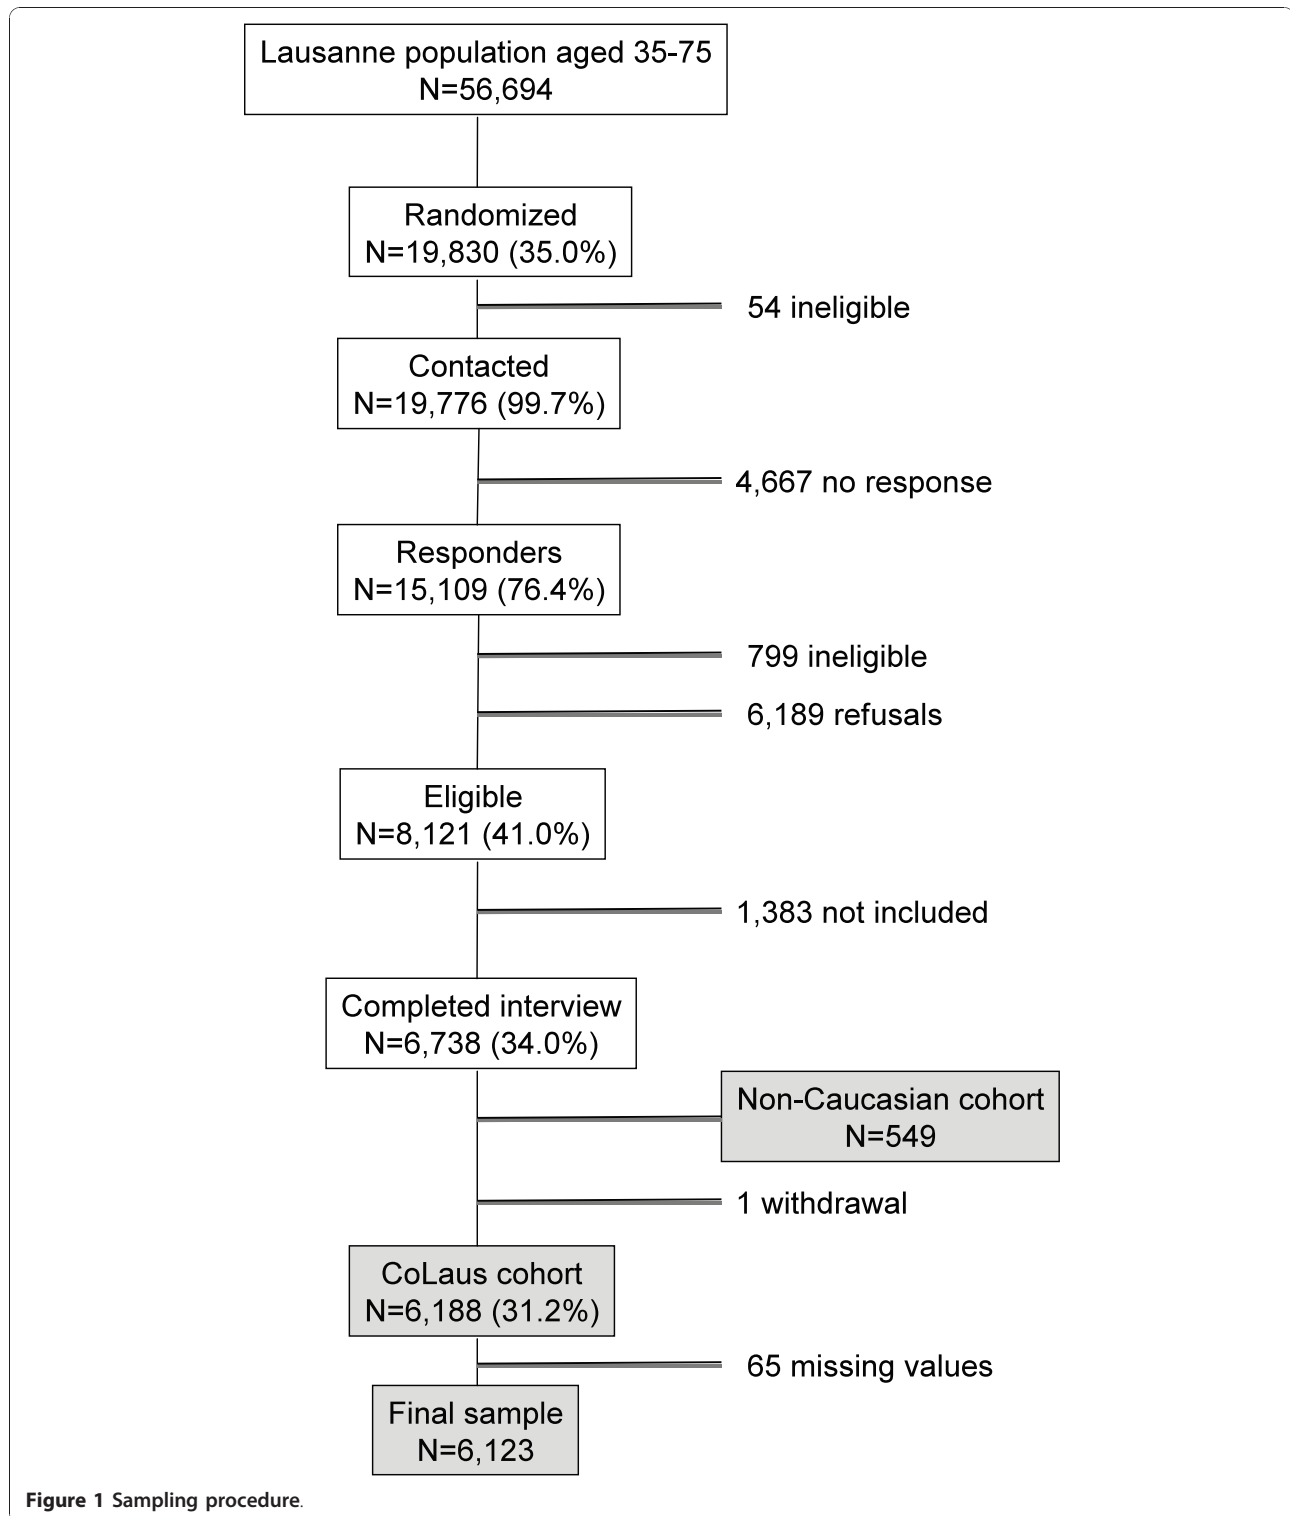 Lausanne population aged 35-75
N=56,694
Randomized
N=19,830 (35.0%)
54 ineligible
Contacted
N=19,776 (99.7%)
4,667 no response
Responders
N=15,109 (76.4%)
799 ineligible
6,189 refusals
Eligible
N=8,121 (41.0%)
1,383 not included
Completed interview
N=6,738 (34.0%)
Non-Caucasian cohort
N=549
1 withdrawal
CoLaus cohort
N=6,188 (31.2%)
65 missing values
Final sample
N=6,123
Figure 1 Sampling procedure.